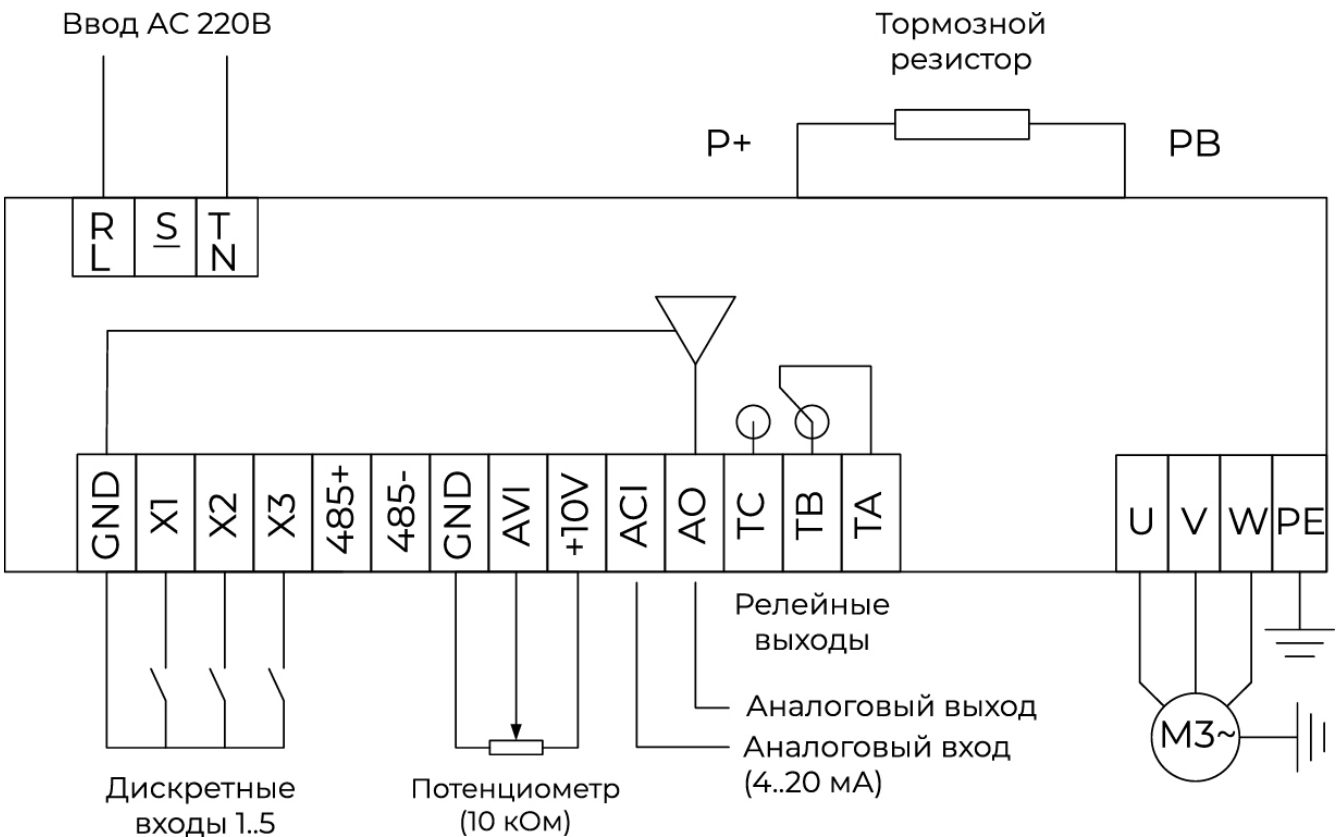 Ввод AC 220В
Тормозной
резистор
P+
PB
R
L
S
T
N
GND
X1
X2
X3
485+
485-
GND
AVI
+10V
ACI
AO
TC
TB
TA
U
V
W
PE
Релейные
выходы
Аналоговый выход
Аналоговый вход
(4..20 мА)
M3~
Дискретные
входы 1..5
Потенциометр
(10 кОм)